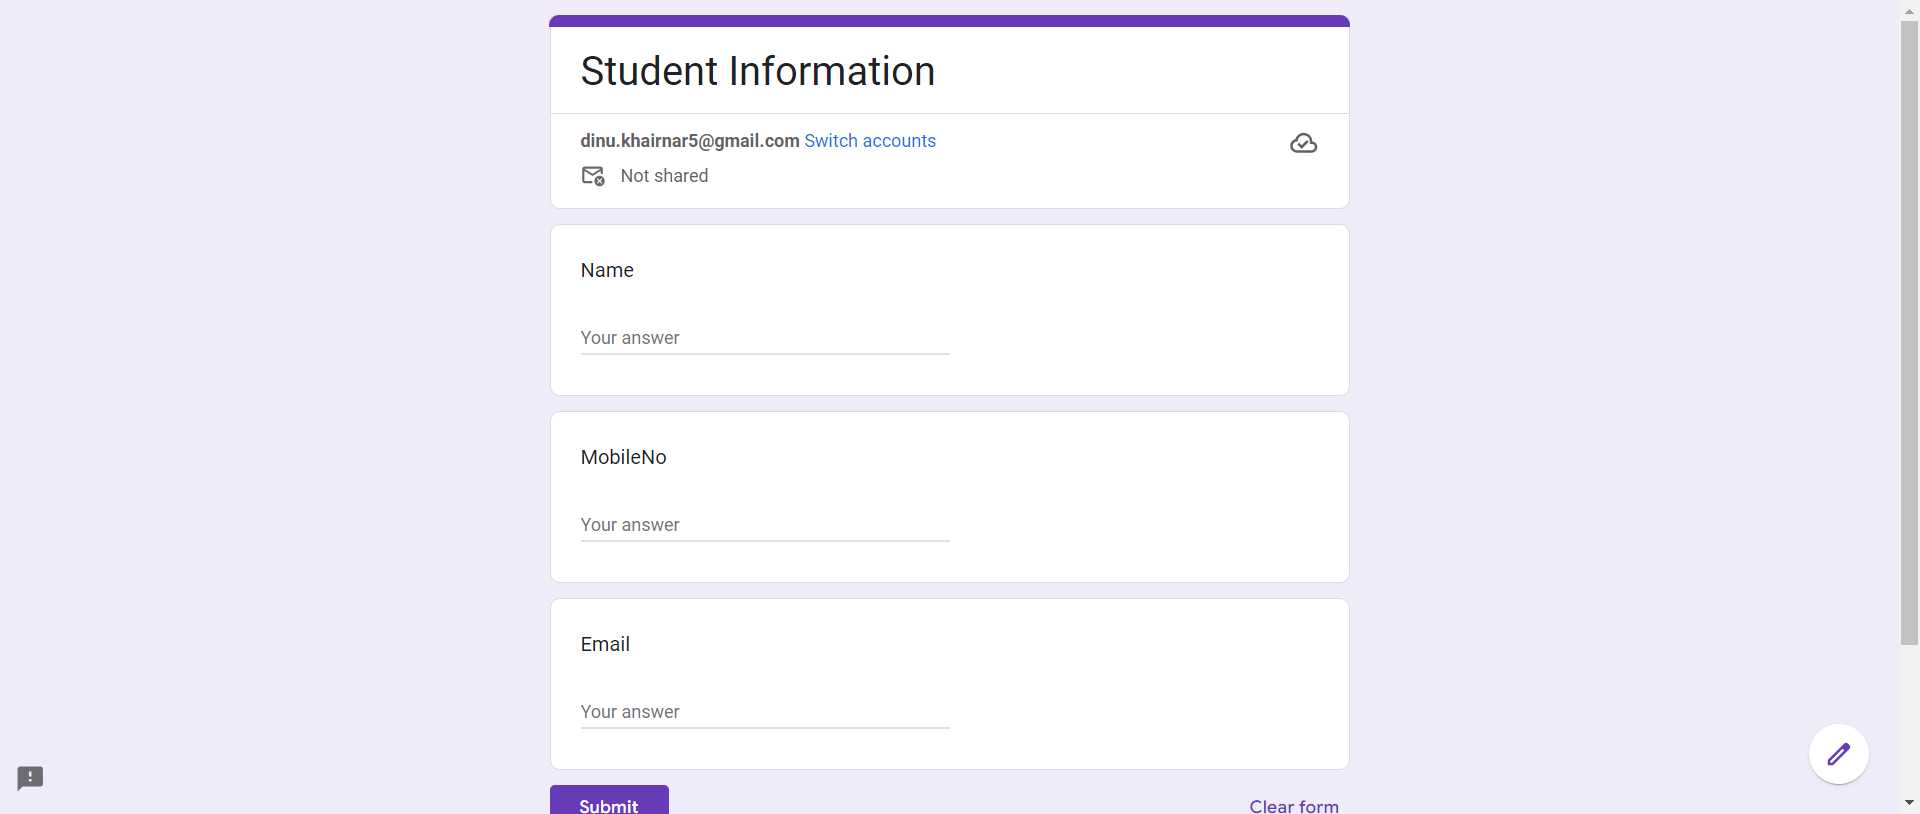 Student Information
dinu.khairnar5@gmail.com Switch accounts
Not shared
Name
Your answer
MobileNo
Your answer
Email
Your answer
Submit
Clear form